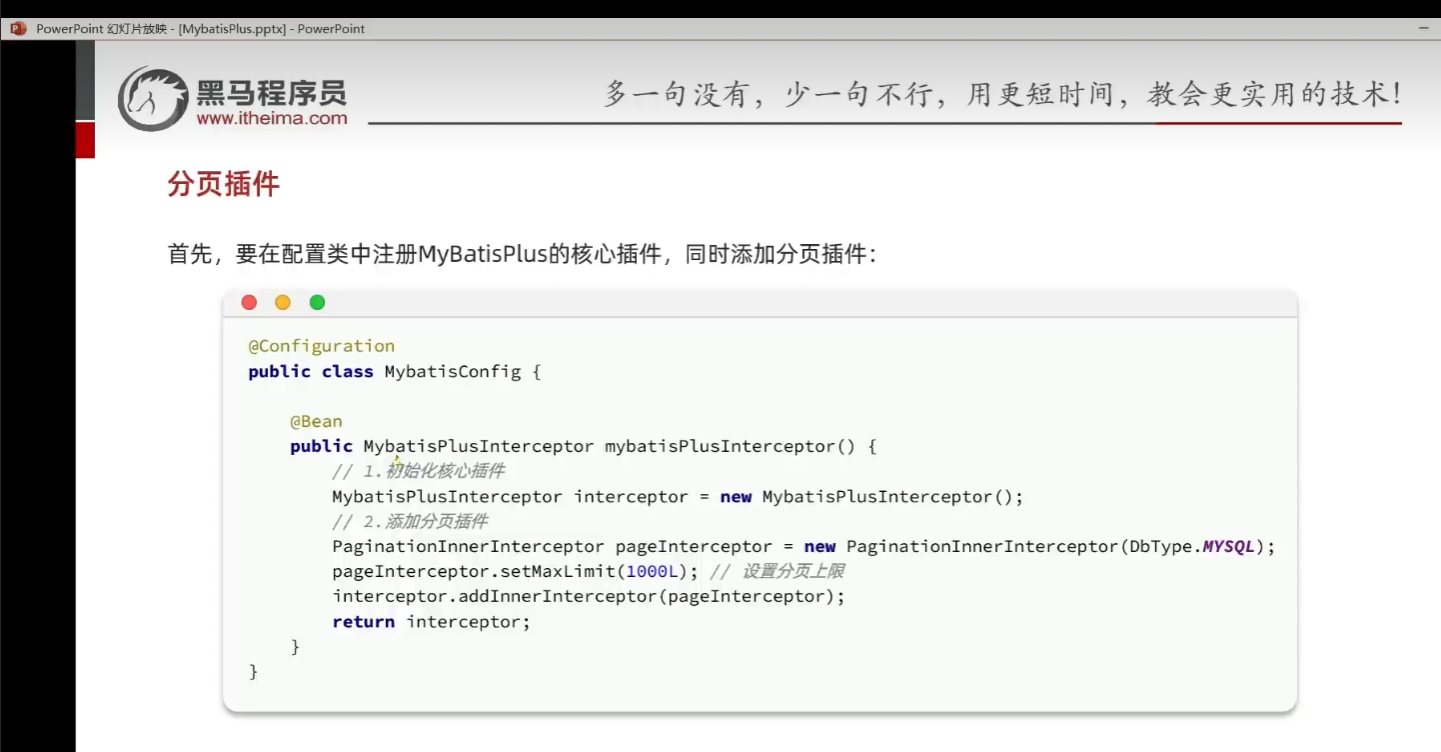 PowerPoint 幻灯片放映 - [MybatisPlus.pptx] - PowerPoint
黑马程序员
www.itheima.com
多一句没有，少一句不行，用更短时间，教会更实用的技术！
分页插件
首先，要在配置类中注册MyBatisPlus的核心插件，同时添加分页插件：
@Configuration
public class MybatisConfig {
@Bean
public MybatisPlusInterceptor mybatisPlusInterceptor() {
// 1.初始化核心插件
MybatisPlusInterceptor interceptor = new MybatisPlusInterceptor();
// 2.添加分页插件
PaginationInnerInterceptor pageInterceptor = new PaginationInnerInterceptor(DbType.MYSQL);
pageInterceptor.setMaxLimit(1000L); // 设置分页上限
interceptor.addInnerInterceptor(pageInterceptor);
return interceptor;
}
}